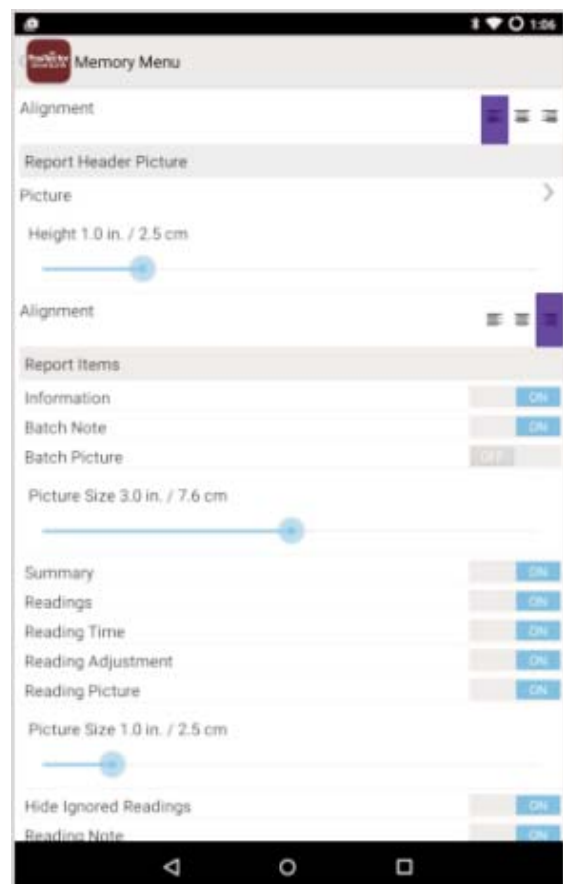 1:06
Memory Menu
Alignment
Report Header Picture
Picture
Height 1.0 in. / 2.5 cm
Alignment
Report Items
Information ON
Batch Note ON
Batch Picture OFF
Picture Size 3.0 in. / 7.6 cm
Summary ON
Readings ON
Reading Time ON
Reading Adjustment ON
Reading Picture ON
Picture Size 1.0 in. / 2.5 cm
Hide Ignored Readings ON
Reading Note ON